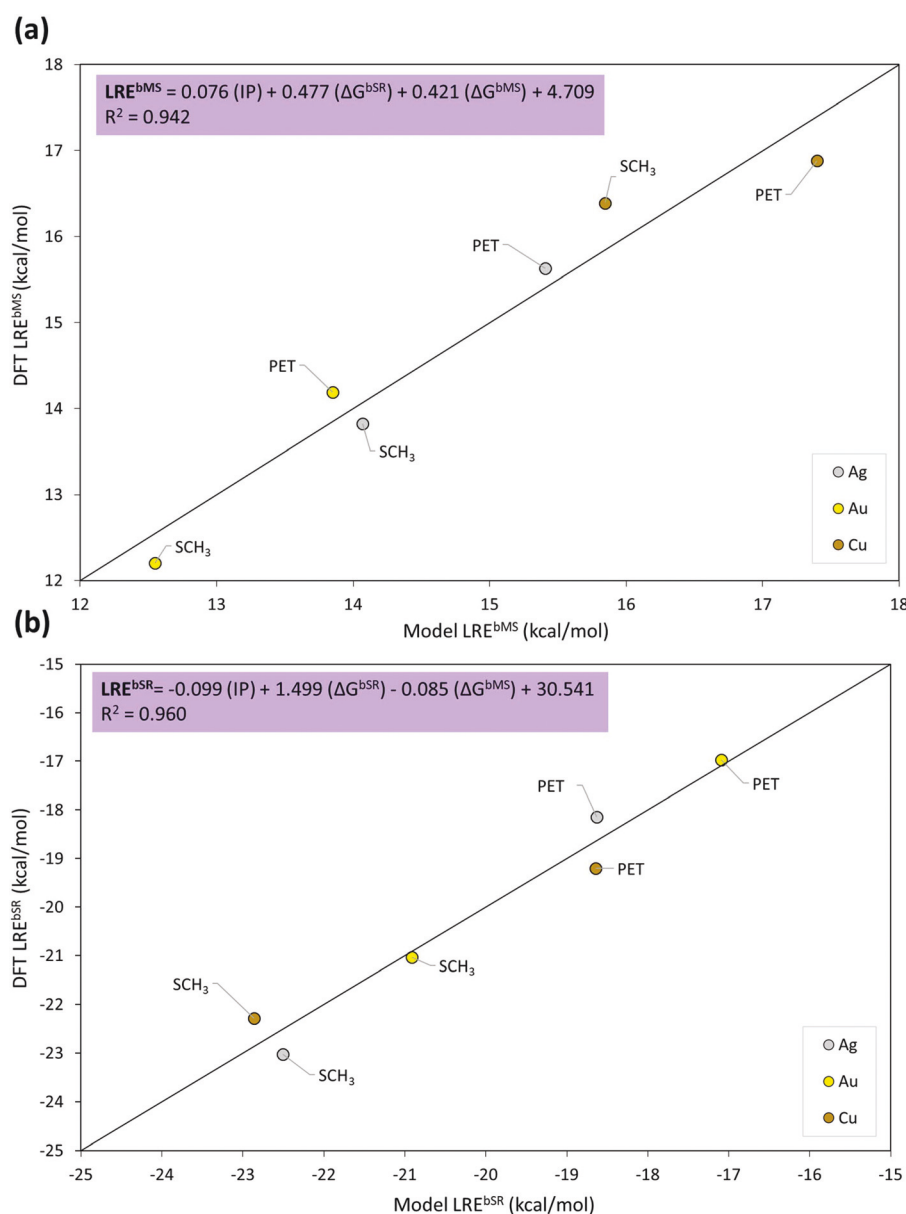 (a)
18
17
16
15
14
13
12
DFT LRE^bMS (kcal/mol)
LRE^bMS = 0.076 (IP) + 0.477 (ΔG^bSR) + 0.421 (ΔG^bMS) + 4.709
R² = 0.942
SCH₃
PET
PET
PET
SCH₃
SCH₃
Ag
Au
Cu
12 13 14 15 16 17 18
Model LRE^bMS (kcal/mol)
(b)
-15
-16
-17
-18
-19
-20
-21
-22
-23
-24
-25
DFT LRE^bSR (kcal/mol)
LRE^bSR= -0.099 (IP) + 1.499 (ΔG^bSR) - 0.085 (ΔG^bMS) + 30.541
R² = 0.960
PET
PET
PET
SCH₃
SCH₃
SCH₃
Ag
Au
Cu
-25 -24 -23 -22 -21 -20 -19 -18 -17 -16 -15
Model LRE^bSR (kcal/mol)